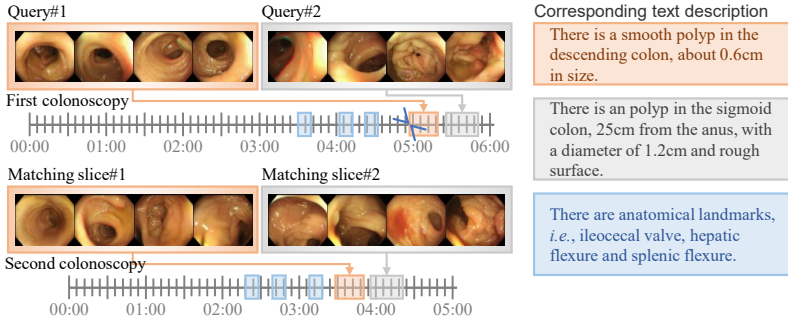 Query#1
Query#2
Corresponding text description
There is a smooth polyp in the
descending colon, about 0.6cm
in size.
First colonoscopy
00:00 01:00 02:00 03:00 04:00 05:00 06:00
There is an polyp in the sigmoid
colon, 25cm from the anus, with
a diameter of 1.2cm and rough
surface.
Matching slice#1
Matching slice#2
There are anatomical landmarks,
i.e., ileocecal valve, hepatic
flexure and splenic flexure.
Second colonoscopy
00:00 01:00 02:00 03:00 04:00 05:00